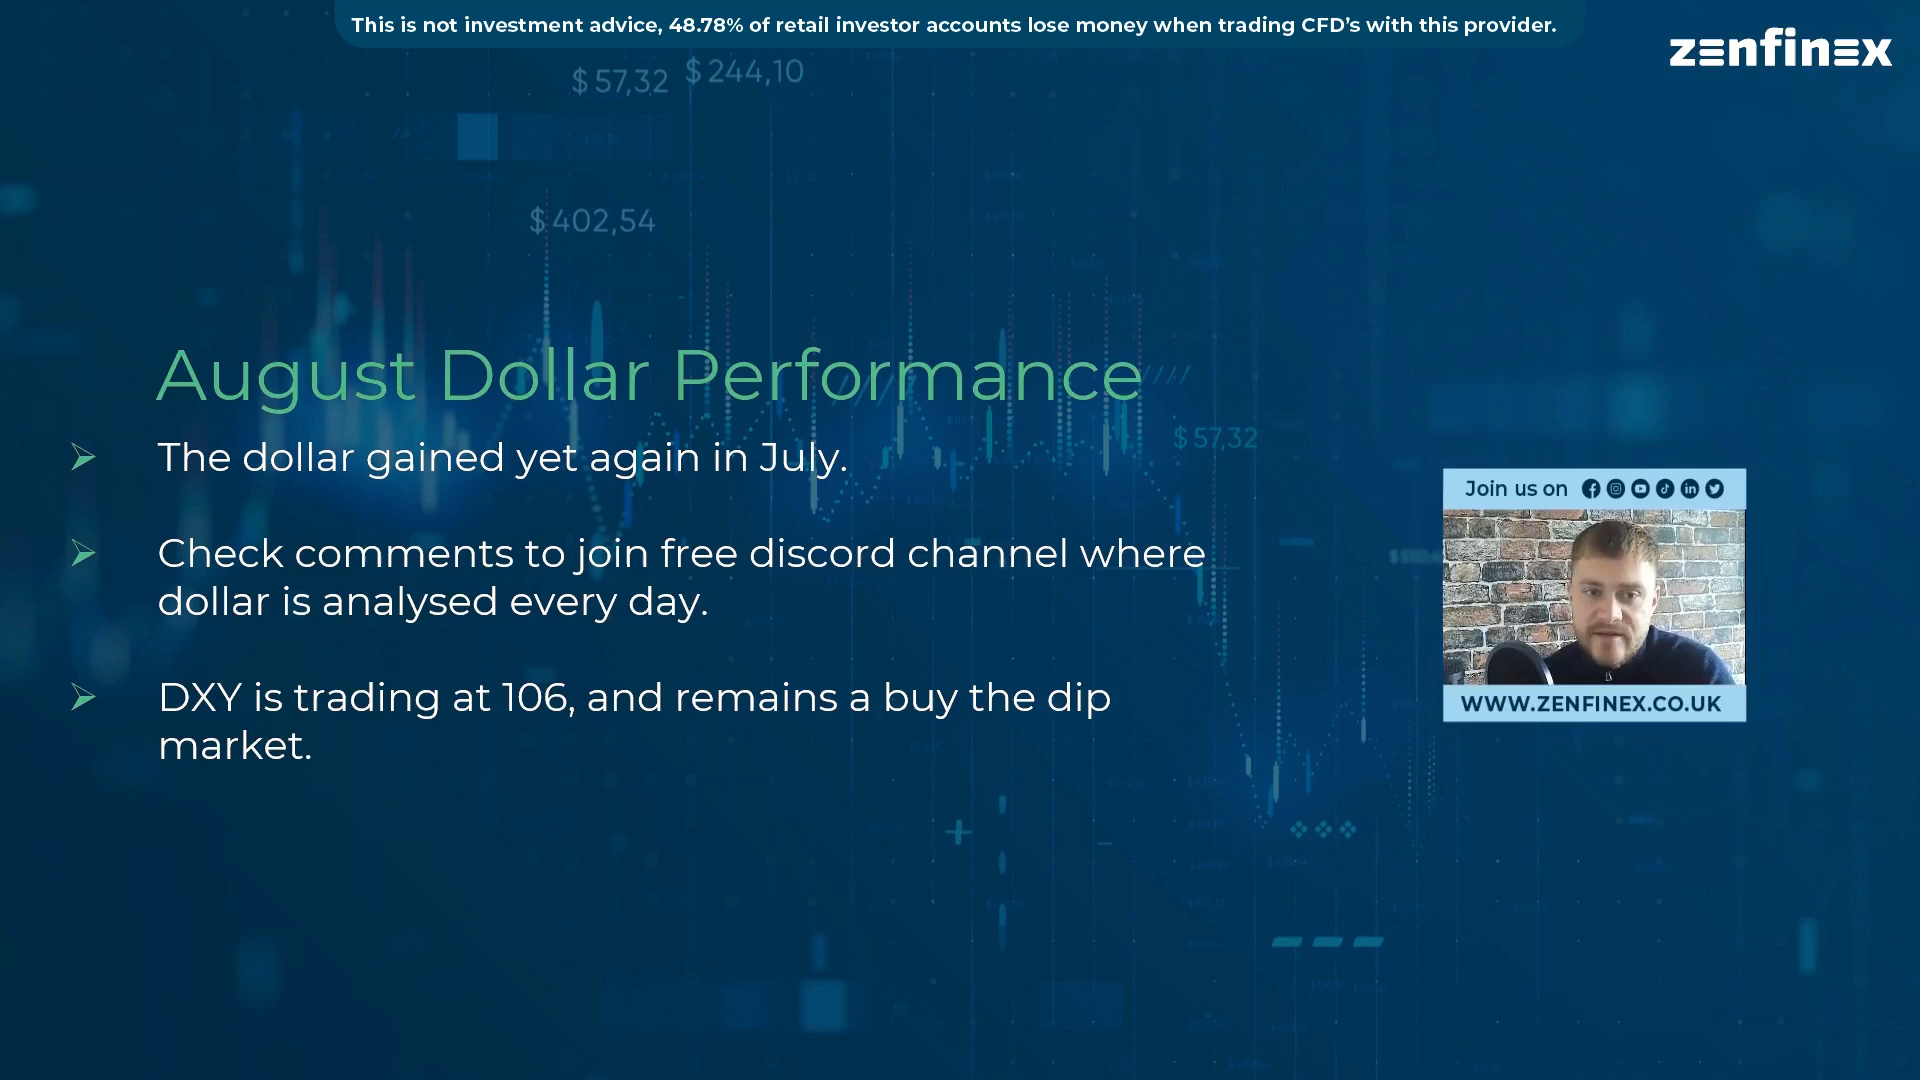 This is not investment advice, 48.78% of retail investor accounts lose money when trading CFD’s with this provider.
zenfinex
$57,32
$244,10
$402,54
August Dollar Performance
$57,32
The dollar gained yet again in July.
Check comments to join free discord channel where
dollar is analysed every day.
DXY is trading at 106, and remains a buy the dip
market.
Join us on
WWW.ZENFINEX.CO.UK